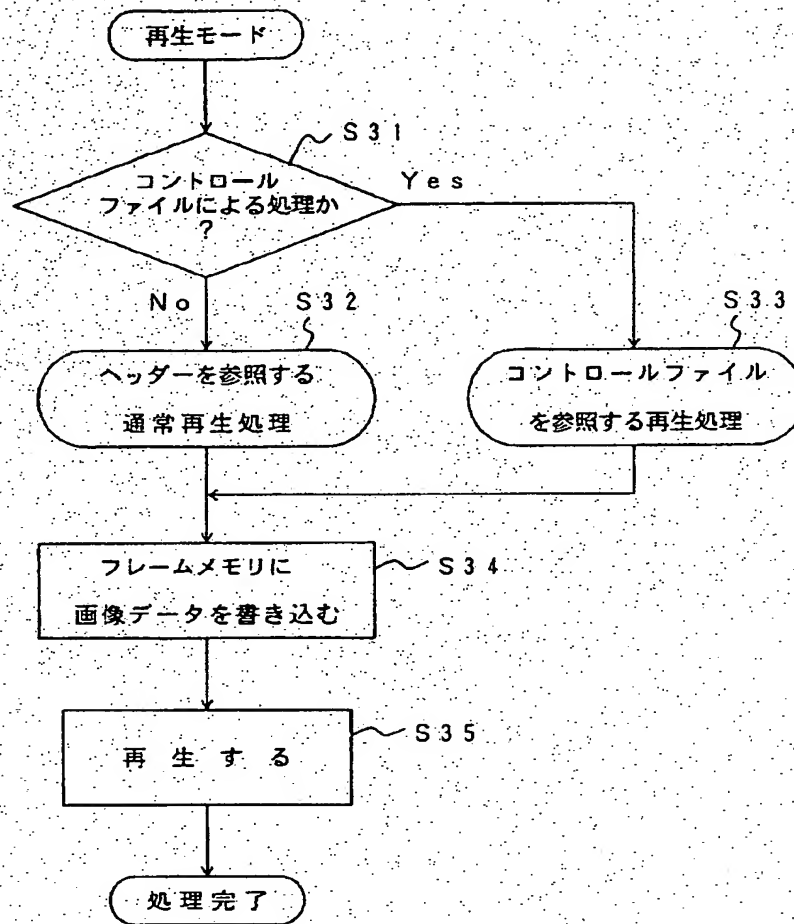 再生モード
S31
コントロール
ファイルによる処理か
?
Yes
No
S32
S33
ヘッダーを参照する
通常再生処理
コントロールファイル
を参照する再生処理
フレームメモリに
画像データを書き込む
S34
再生する
S35
処理完了